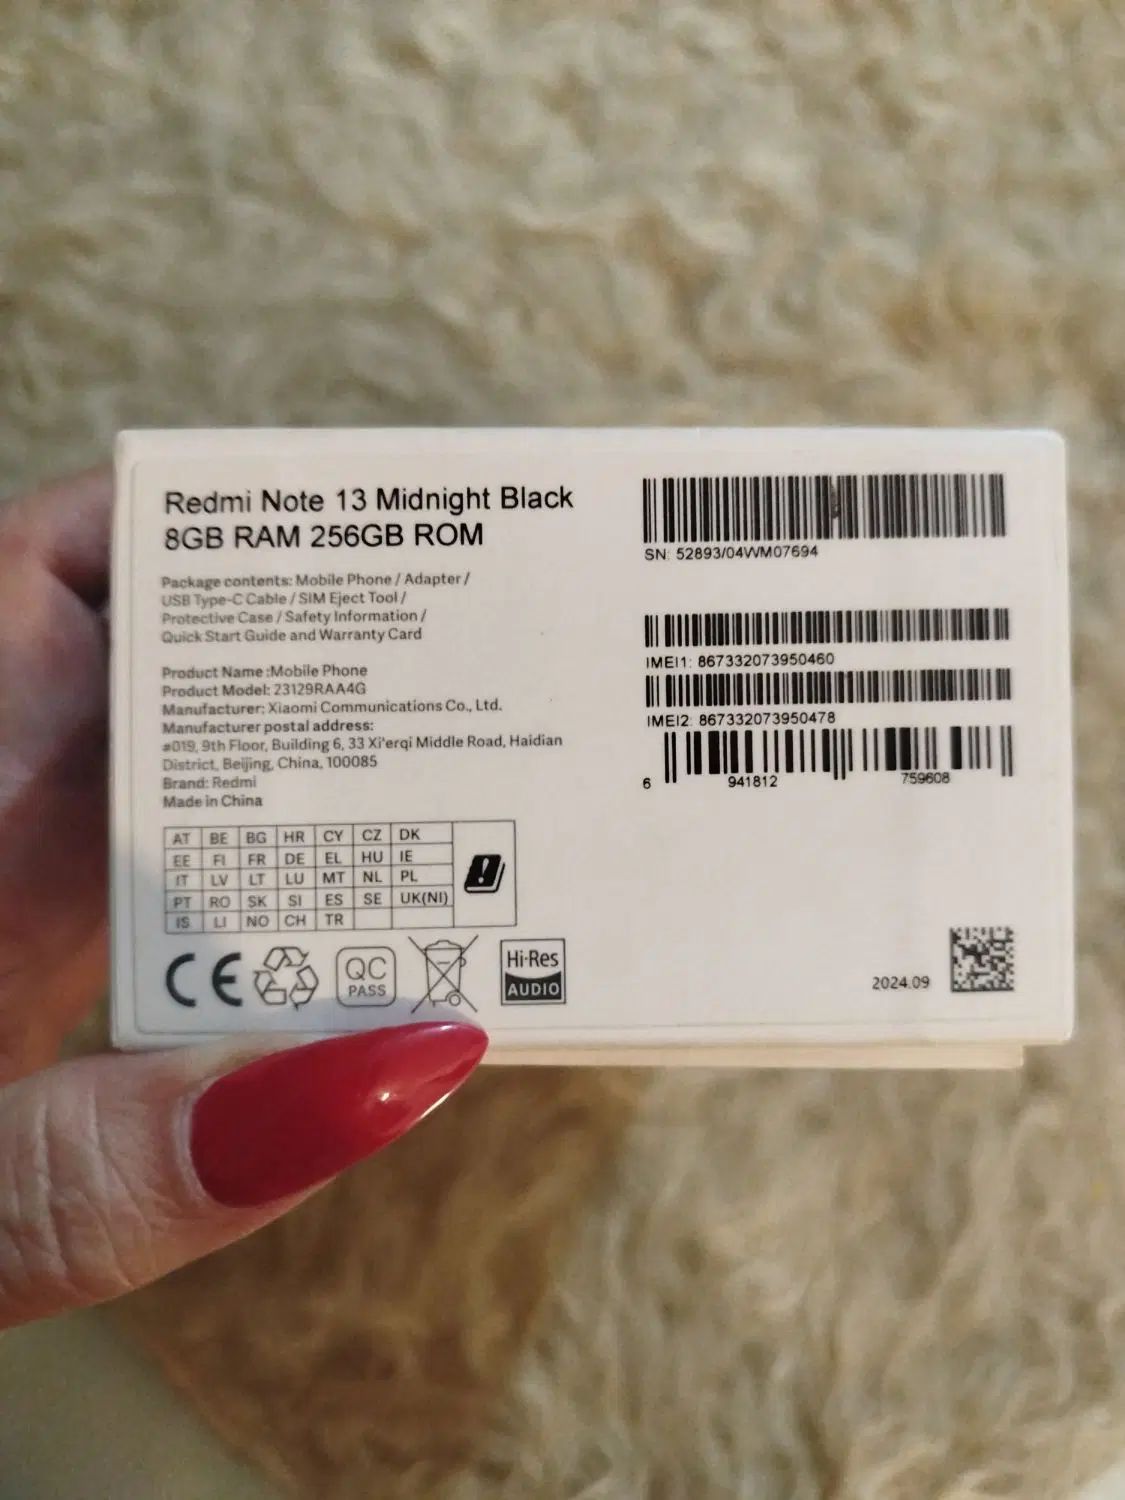 Redmi Note 13 Midnight Black
8GB RAM 256GB ROM
Package contents: Mobile Phone / Adapter /
USB Type-C Cable / SIM Eject Tool /
Protective Case / Safety Information /
Quick Start Guide and Warranty Card
Product Name :Mobile Phone
Product Model: 23129RAA4G
Manufacturer: Xiaomi Communications Co., Ltd.
Manufacturer postal address:
#019, 9th Floor, Building 6, 33 Xi'erqi Middle Road, Haidian
District, Beijing, China, 100085
Brand: Redmi
Made in China
AT BE BG HR CY CZ DK
EE FI FR DE EL HU IE
IT LV LT LU MT NL PL
PT RO SK SI ES SE UK(NI)
IS LI NO CH TR
CE
QC
PASS
Hi-Res
AUDIO
SN: 52893/04WM07694
IMEI1: 867332073950460
IMEI2: 867332073950478
6 941812 759608
2024.09